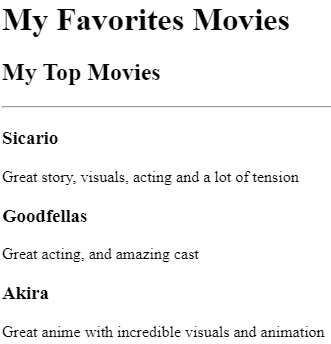 My Favorites Movies
My Top Movies
Sicario
Great story, visuals, acting and a lot of tension
Goodfellas
Great acting, and amazing cast
Akira
Great anime with incredible visuals and animation